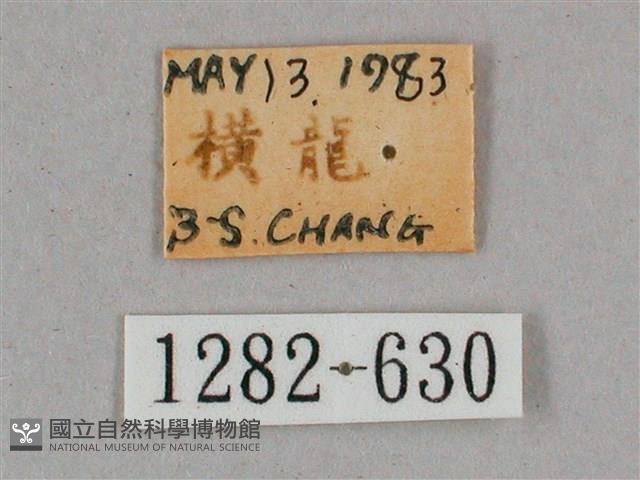 MAY 13 1983
橫龍
B-S. CHANG
1282-630
國立自然科學博物館
NATIONAL MUSEUM OF NATURAL SCIENCE